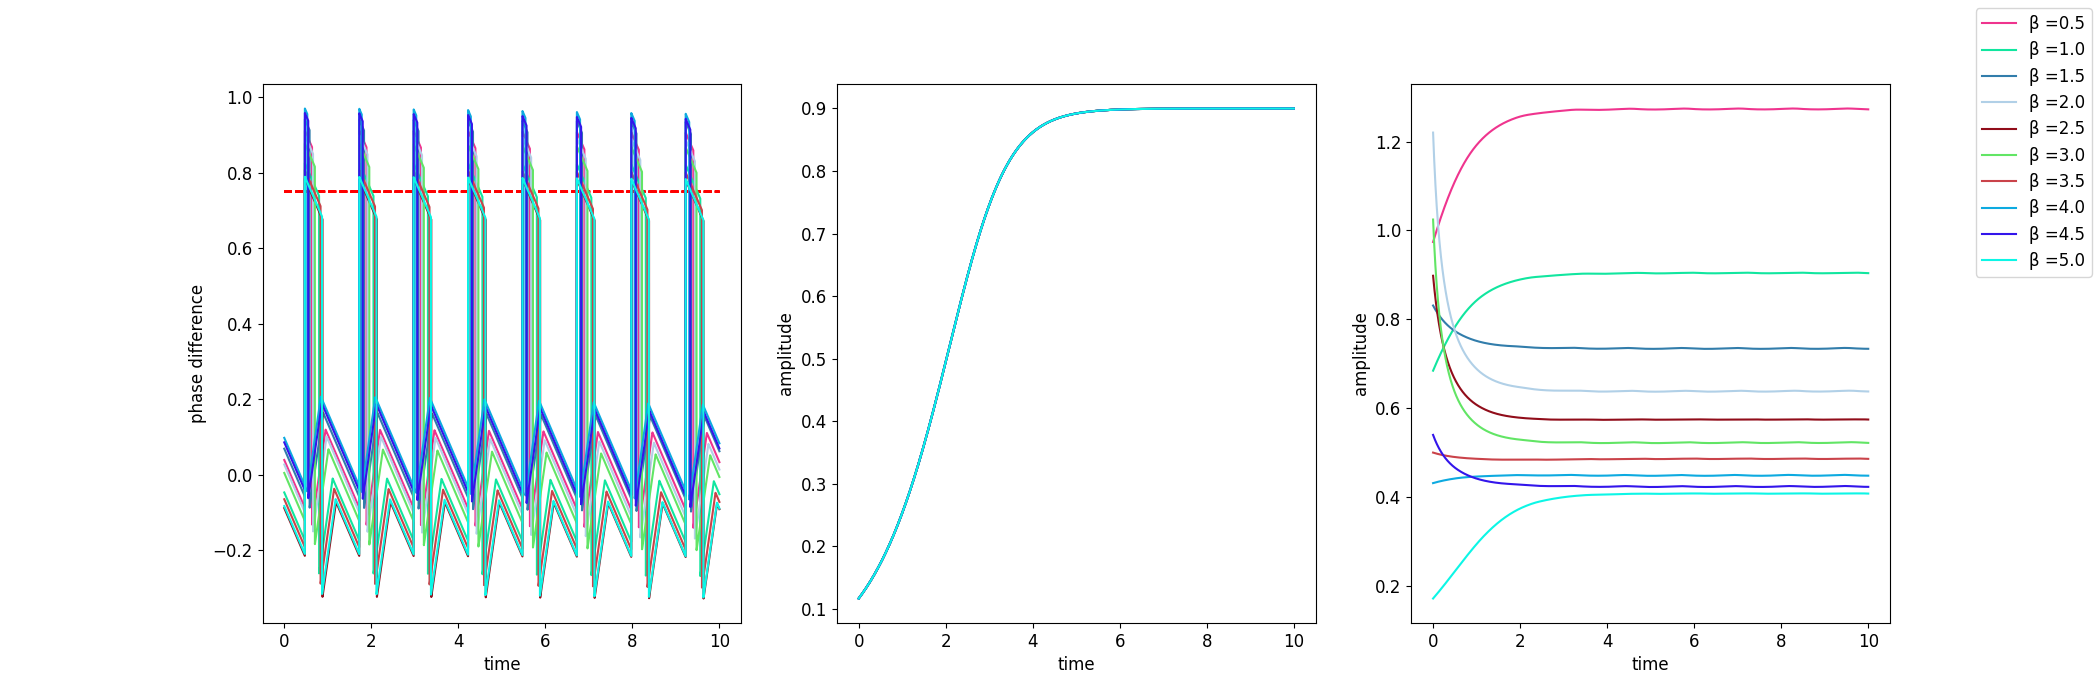 β =0.5
β =1.0
β =1.5
β =2.0
β =2.5
β =3.0
β =3.5
β =4.0
β =4.5
β =5.0
phase difference
1.0
0.8
0.6
0.4
0.2
0.0
−0.2
0 2 4 6 8 10
time
amplitude
0.9
0.8
0.7
0.6
0.5
0.4
0.3
0.2
0.1
0 2 4 6 8 10
time
amplitude
1.2
1.0
0.8
0.6
0.4
0.2
0 2 4 6 8 10
time